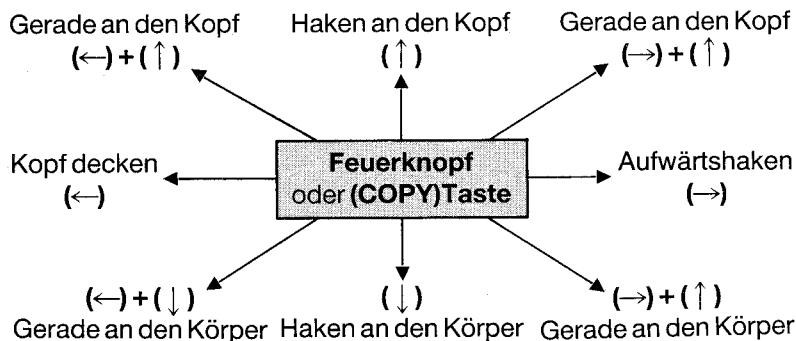 Gerade an den Kopf
(←)+(↑)
Haken an den Kopf
(↑)
Gerade an den Kopf
(→)+(↑)
Kopf decken
(←)
Feuerknopf
oder (COPY)Taste
Aufwärtshaken
(→)
(←)+(↓)
Gerade an den Körper
(↓)
Haken an den Körper
(→)+(↑)
Gerade an den Körper